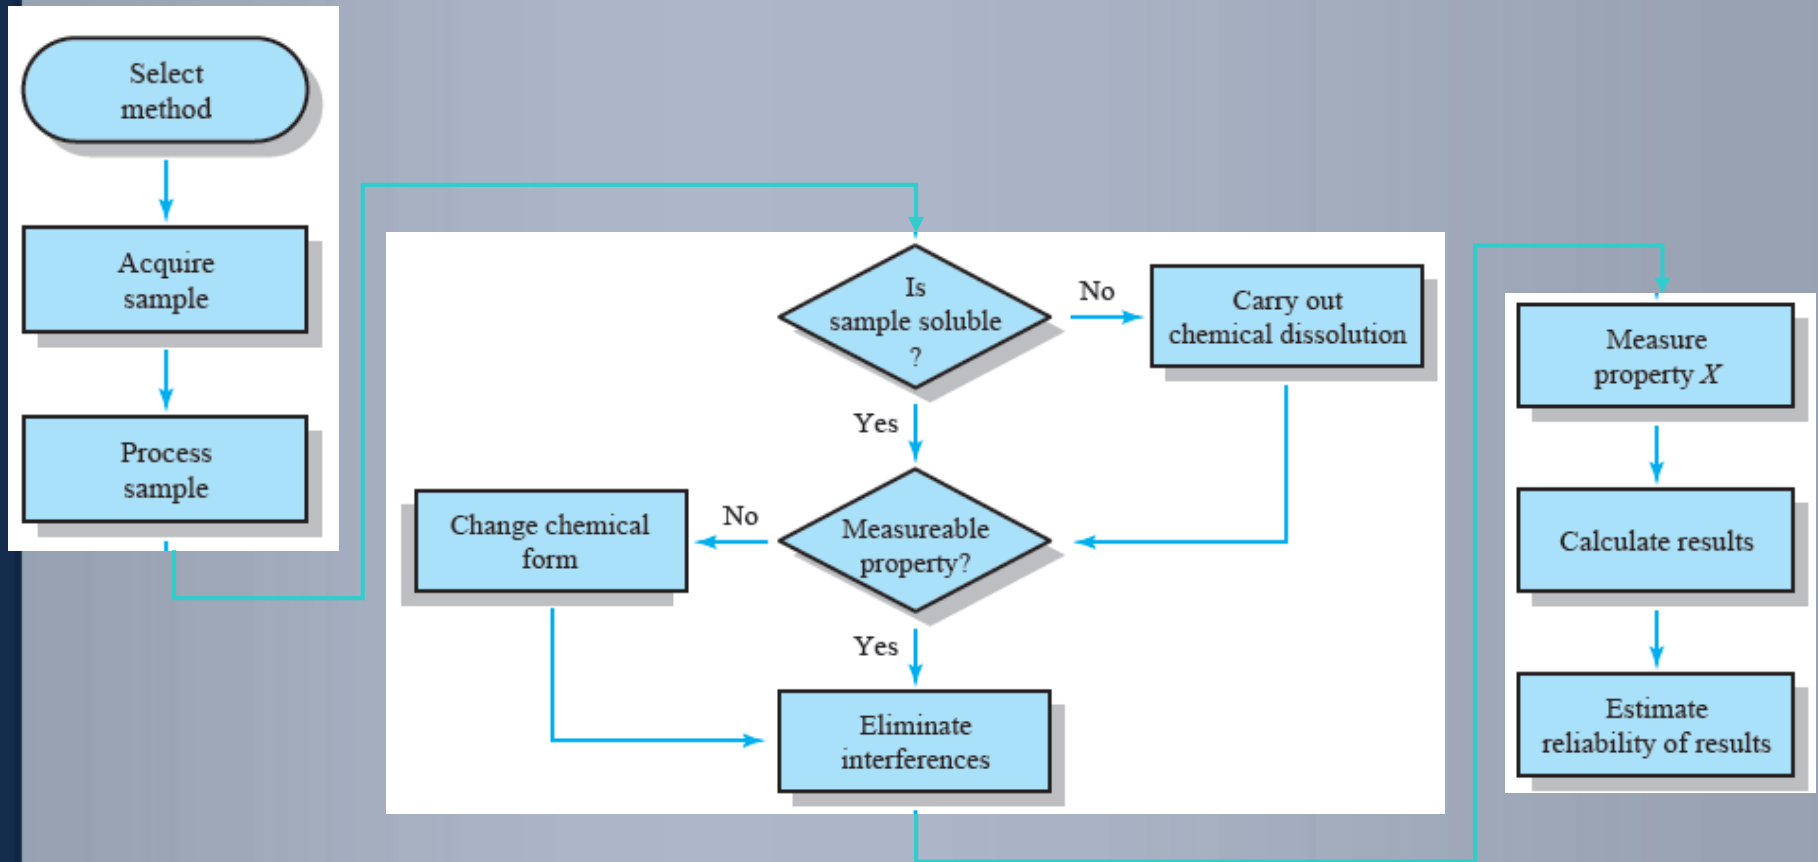 Select
method
Acquire
sample
Process
sample
Is
sample soluble
?
No
Carry out
chemical dissolution
Yes
Measureable
property?
No
Change chemical
form
Yes
Eliminate
interferences
Measure
property X
Calculate results
Estimate
reliability of results